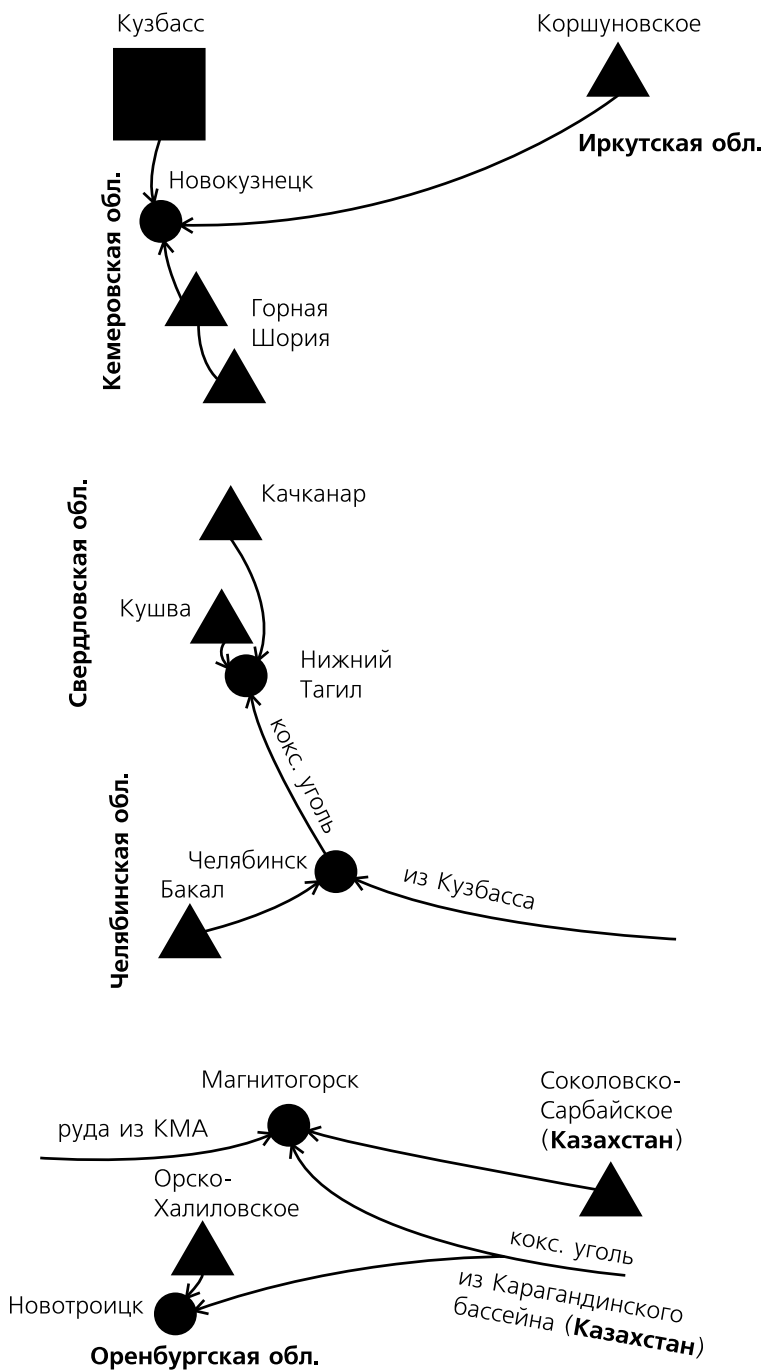 Кузбасс
Коршуновское
Иркутская обл.
Новокузнецк
Кемеровская обл.
Горная
Шория
Качканар
Свердловская обл.
Кушва
Нижний
Тагил
кокс. уголь
Челябинская обл.
Челябинск
Бакал
из Кузбасса
Магнитогорск
Соколовско-
Сарбайское
(Казахстан)
руда из КМА
Орско-
Халиловское
кокс. уголь
из Карагандинского
бассейна (Казахстан)
Новотроицк
Оренбургская обл.